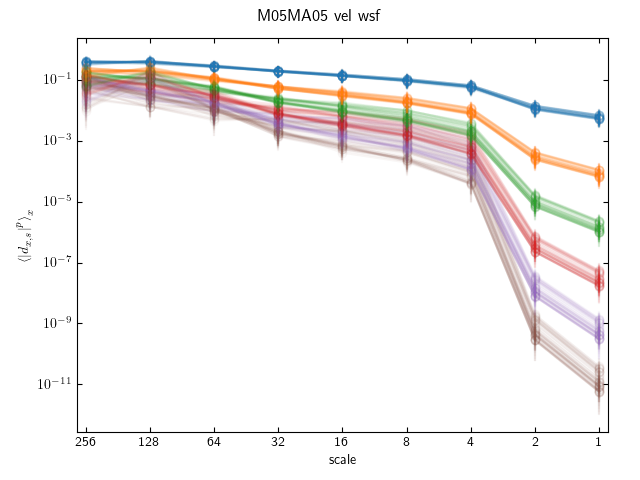 M05MA05 vel wsf
⟨|d_{x,s}|^p⟩_x
10^{-1}
10^{-3}
10^{-5}
10^{-7}
10^{-9}
10^{-11}
256 128 64 32 16 8 4 2 1
scale